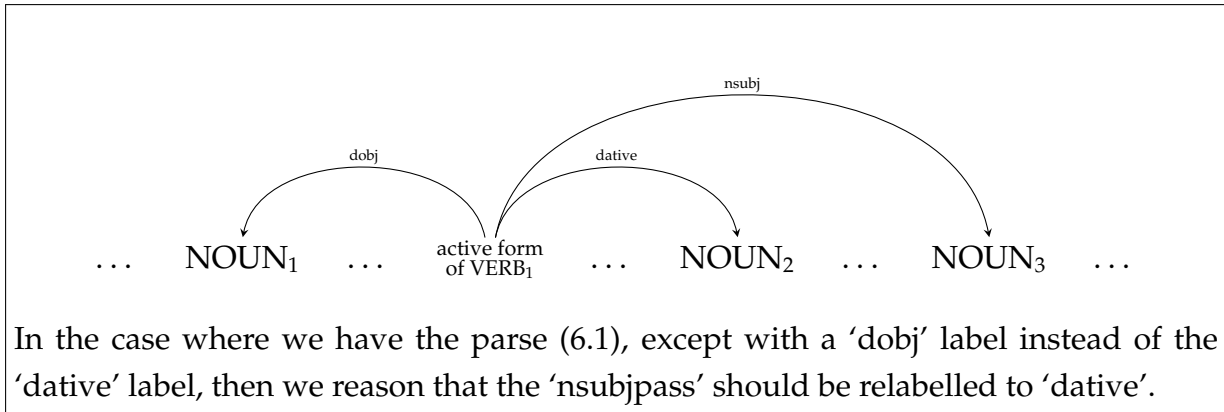 nsubj
dobj dative
... NOUN₁ ... active form of VERB₁ ... NOUN₂ ... NOUN₃ ...
In the case where we have the parse (6.1), except with a ‘dobj’ label instead of the
‘dative’ label, then we reason that the ‘nsubjpass’ should be relabelled to ‘dative’.